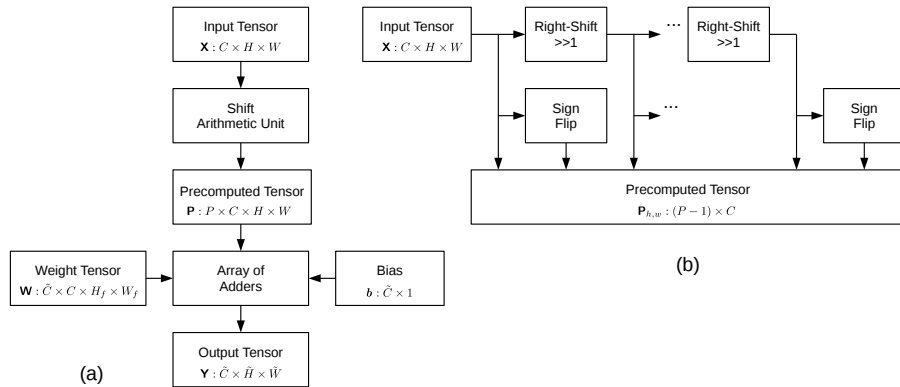 Input Tensor
X : C × H × W
Shift
Arithmetic Unit
Precomputed Tensor
P : P × C × H × W
Weight Tensor
W : C̃ × C × H_f × W_f
Array of
Adders
Bias
b : C̃ × 1
Output Tensor
Y : C̃ × H̃ × W̃
(a)
Input Tensor
X : C × H × W
Right-Shift
>>1
...
Right-Shift
>>1
Sign
Flip
...
Sign
Flip
Precomputed Tensor
P_{h,w} : (P − 1) × C
(b)